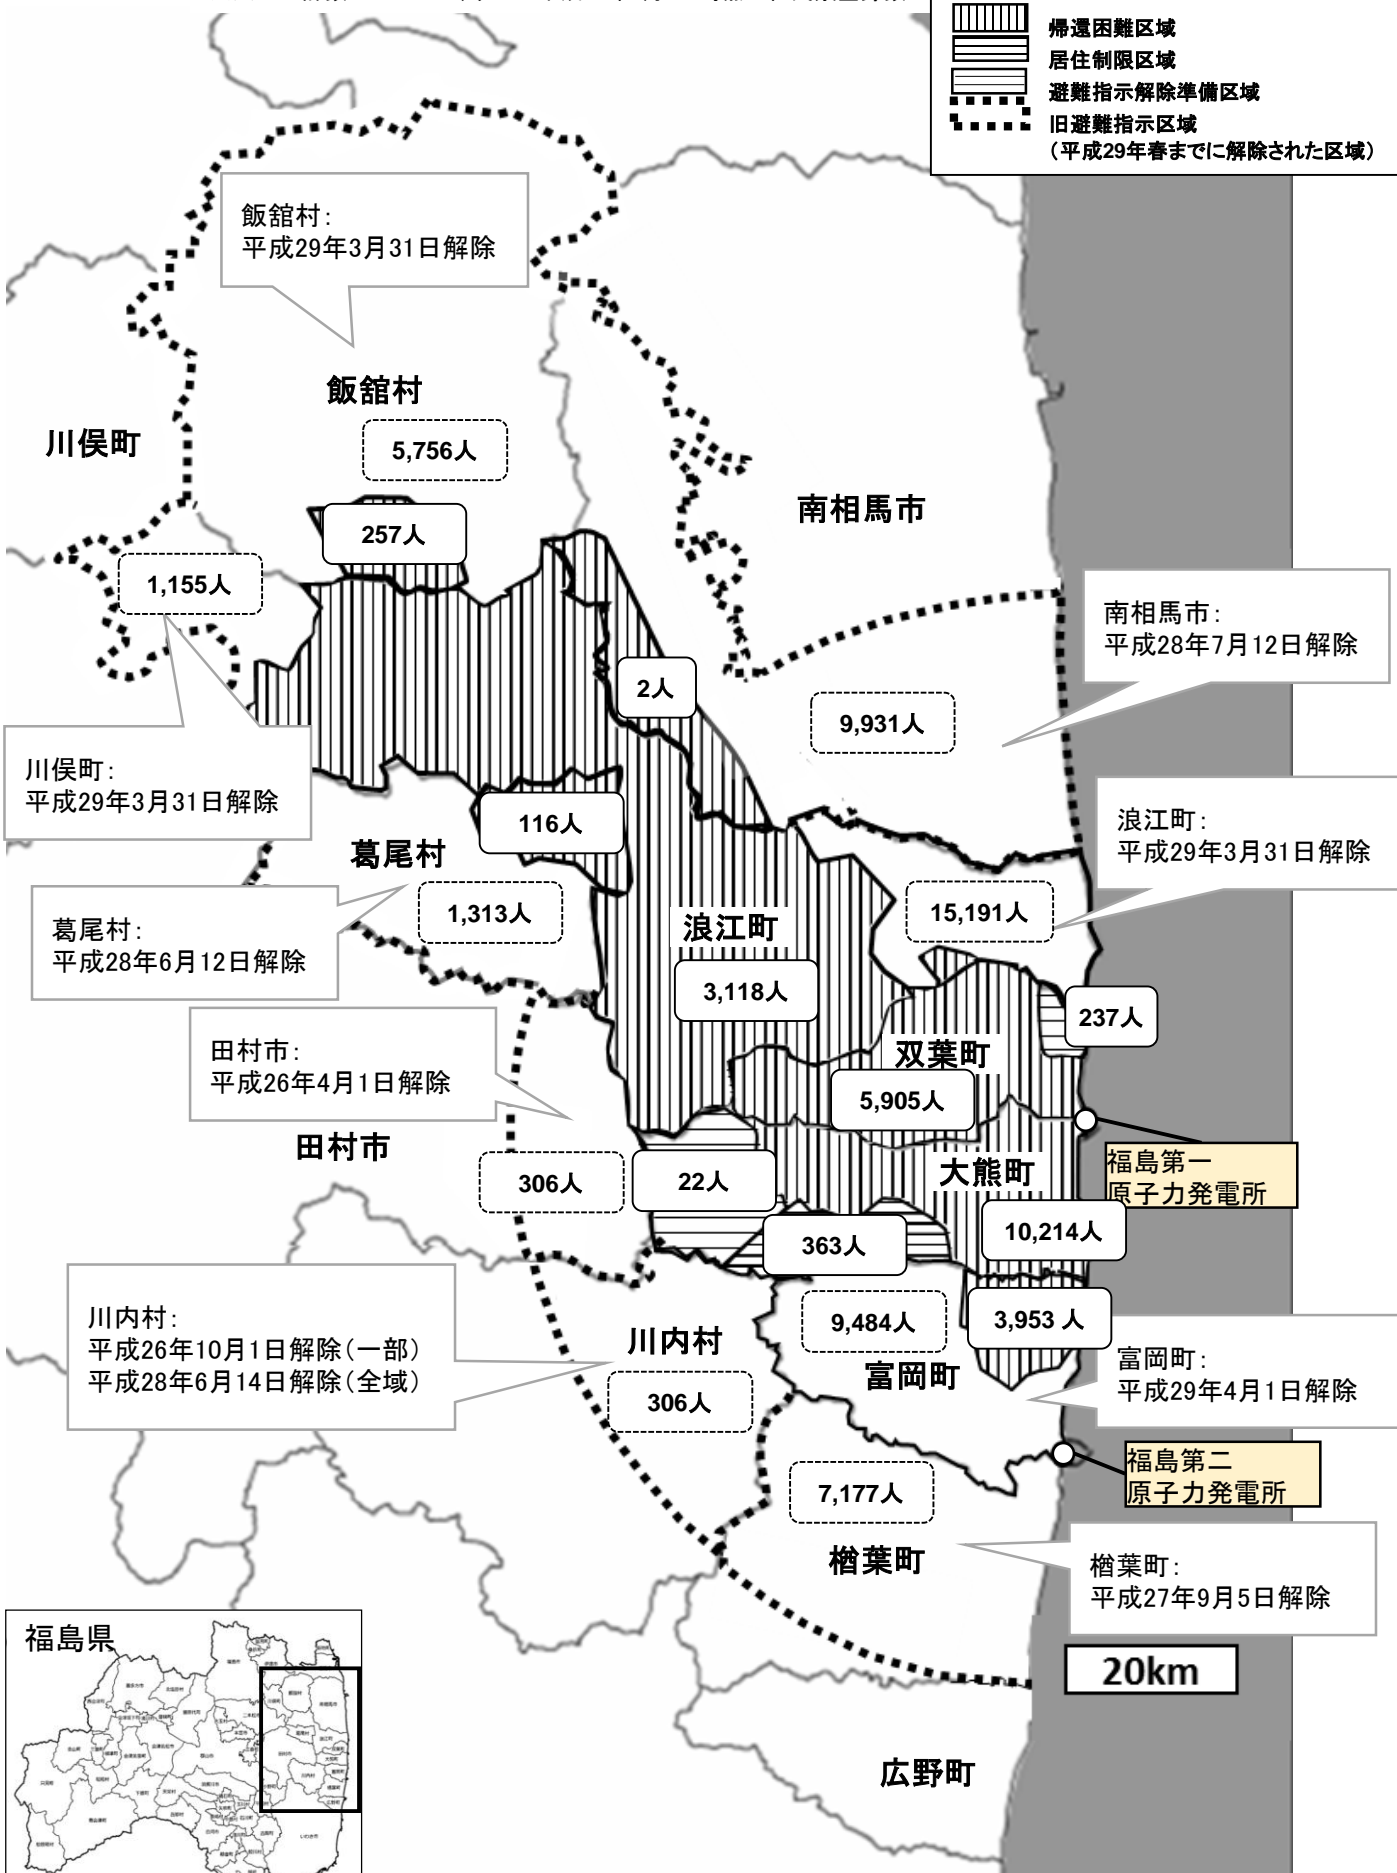 帰還困難区域
居住制限区域
避難指示解除準備区域
旧避難指示区域
（平成29年春までに解除された区域）
飯舘村：
平成29年3月31日解除
飯舘村
川俣町
5,756人
南相馬市
257人
1,155人
南相馬市：
平成28年7月12日解除
2人
9,931人
川俣町：
平成29年3月31日解除
浪江町：
平成29年3月31日解除
116人
葛尾村
1,313人
15,191人
浪江町
葛尾村：
平成28年6月12日解除
3,118人
237人
田村市：
平成26年4月1日解除
双葉町
5,905人
田村市
大熊町
福島第一
原子力発電所
306人
22人
10,214人
363人
川内村：
平成26年10月1日解除（一部）
平成28年6月14日解除（全域）
9,484人
3,953 人
川内村
富岡町
富岡町：
平成29年4月1日解除
306人
福島第二
原子力発電所
7,177人
楢葉町
楢葉町：
平成27年9月5日解除
福島県
20km
広野町